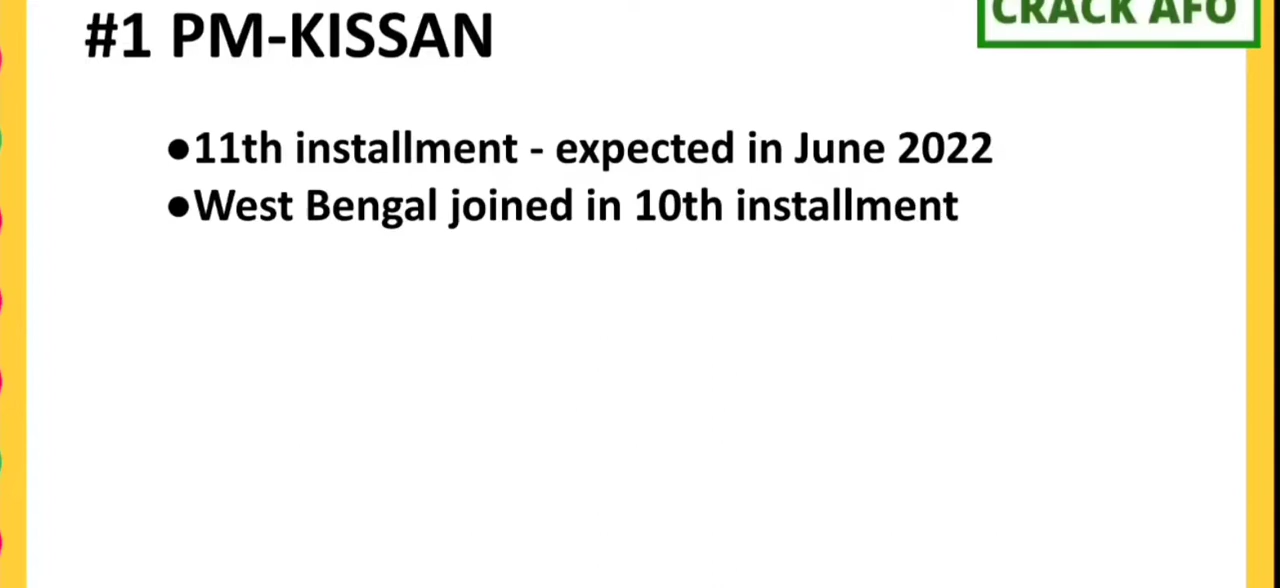 CRACK AFO
#1 PM-KISSAN
●11th installment - expected in June 2022
●West Bengal joined in 10th installment